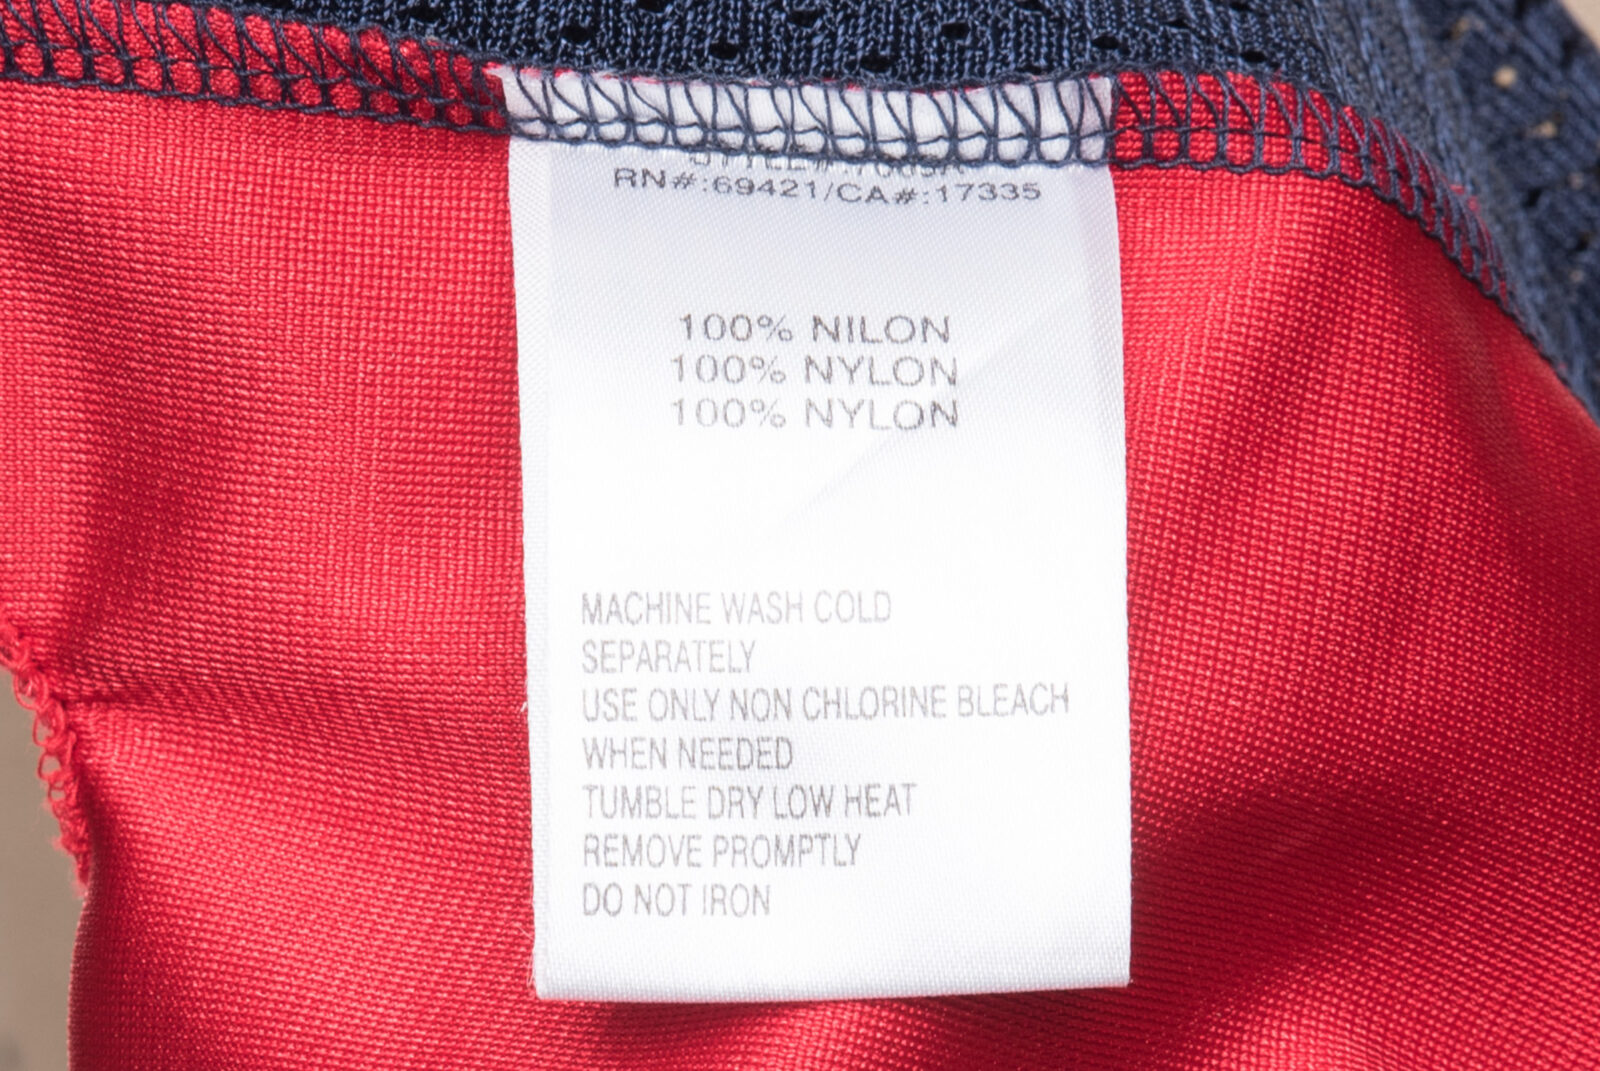 RN#:69421/CA#:17335
100% NILON
100% NYLON
100% NYLON
MACHINE WASH COLD
SEPARATELY
USE ONLY NON CHLORINE BLEACH
WHEN NEEDED
TUMBLE DRY LOW HEAT
REMOVE PROMPTLY
DO NOT IRON